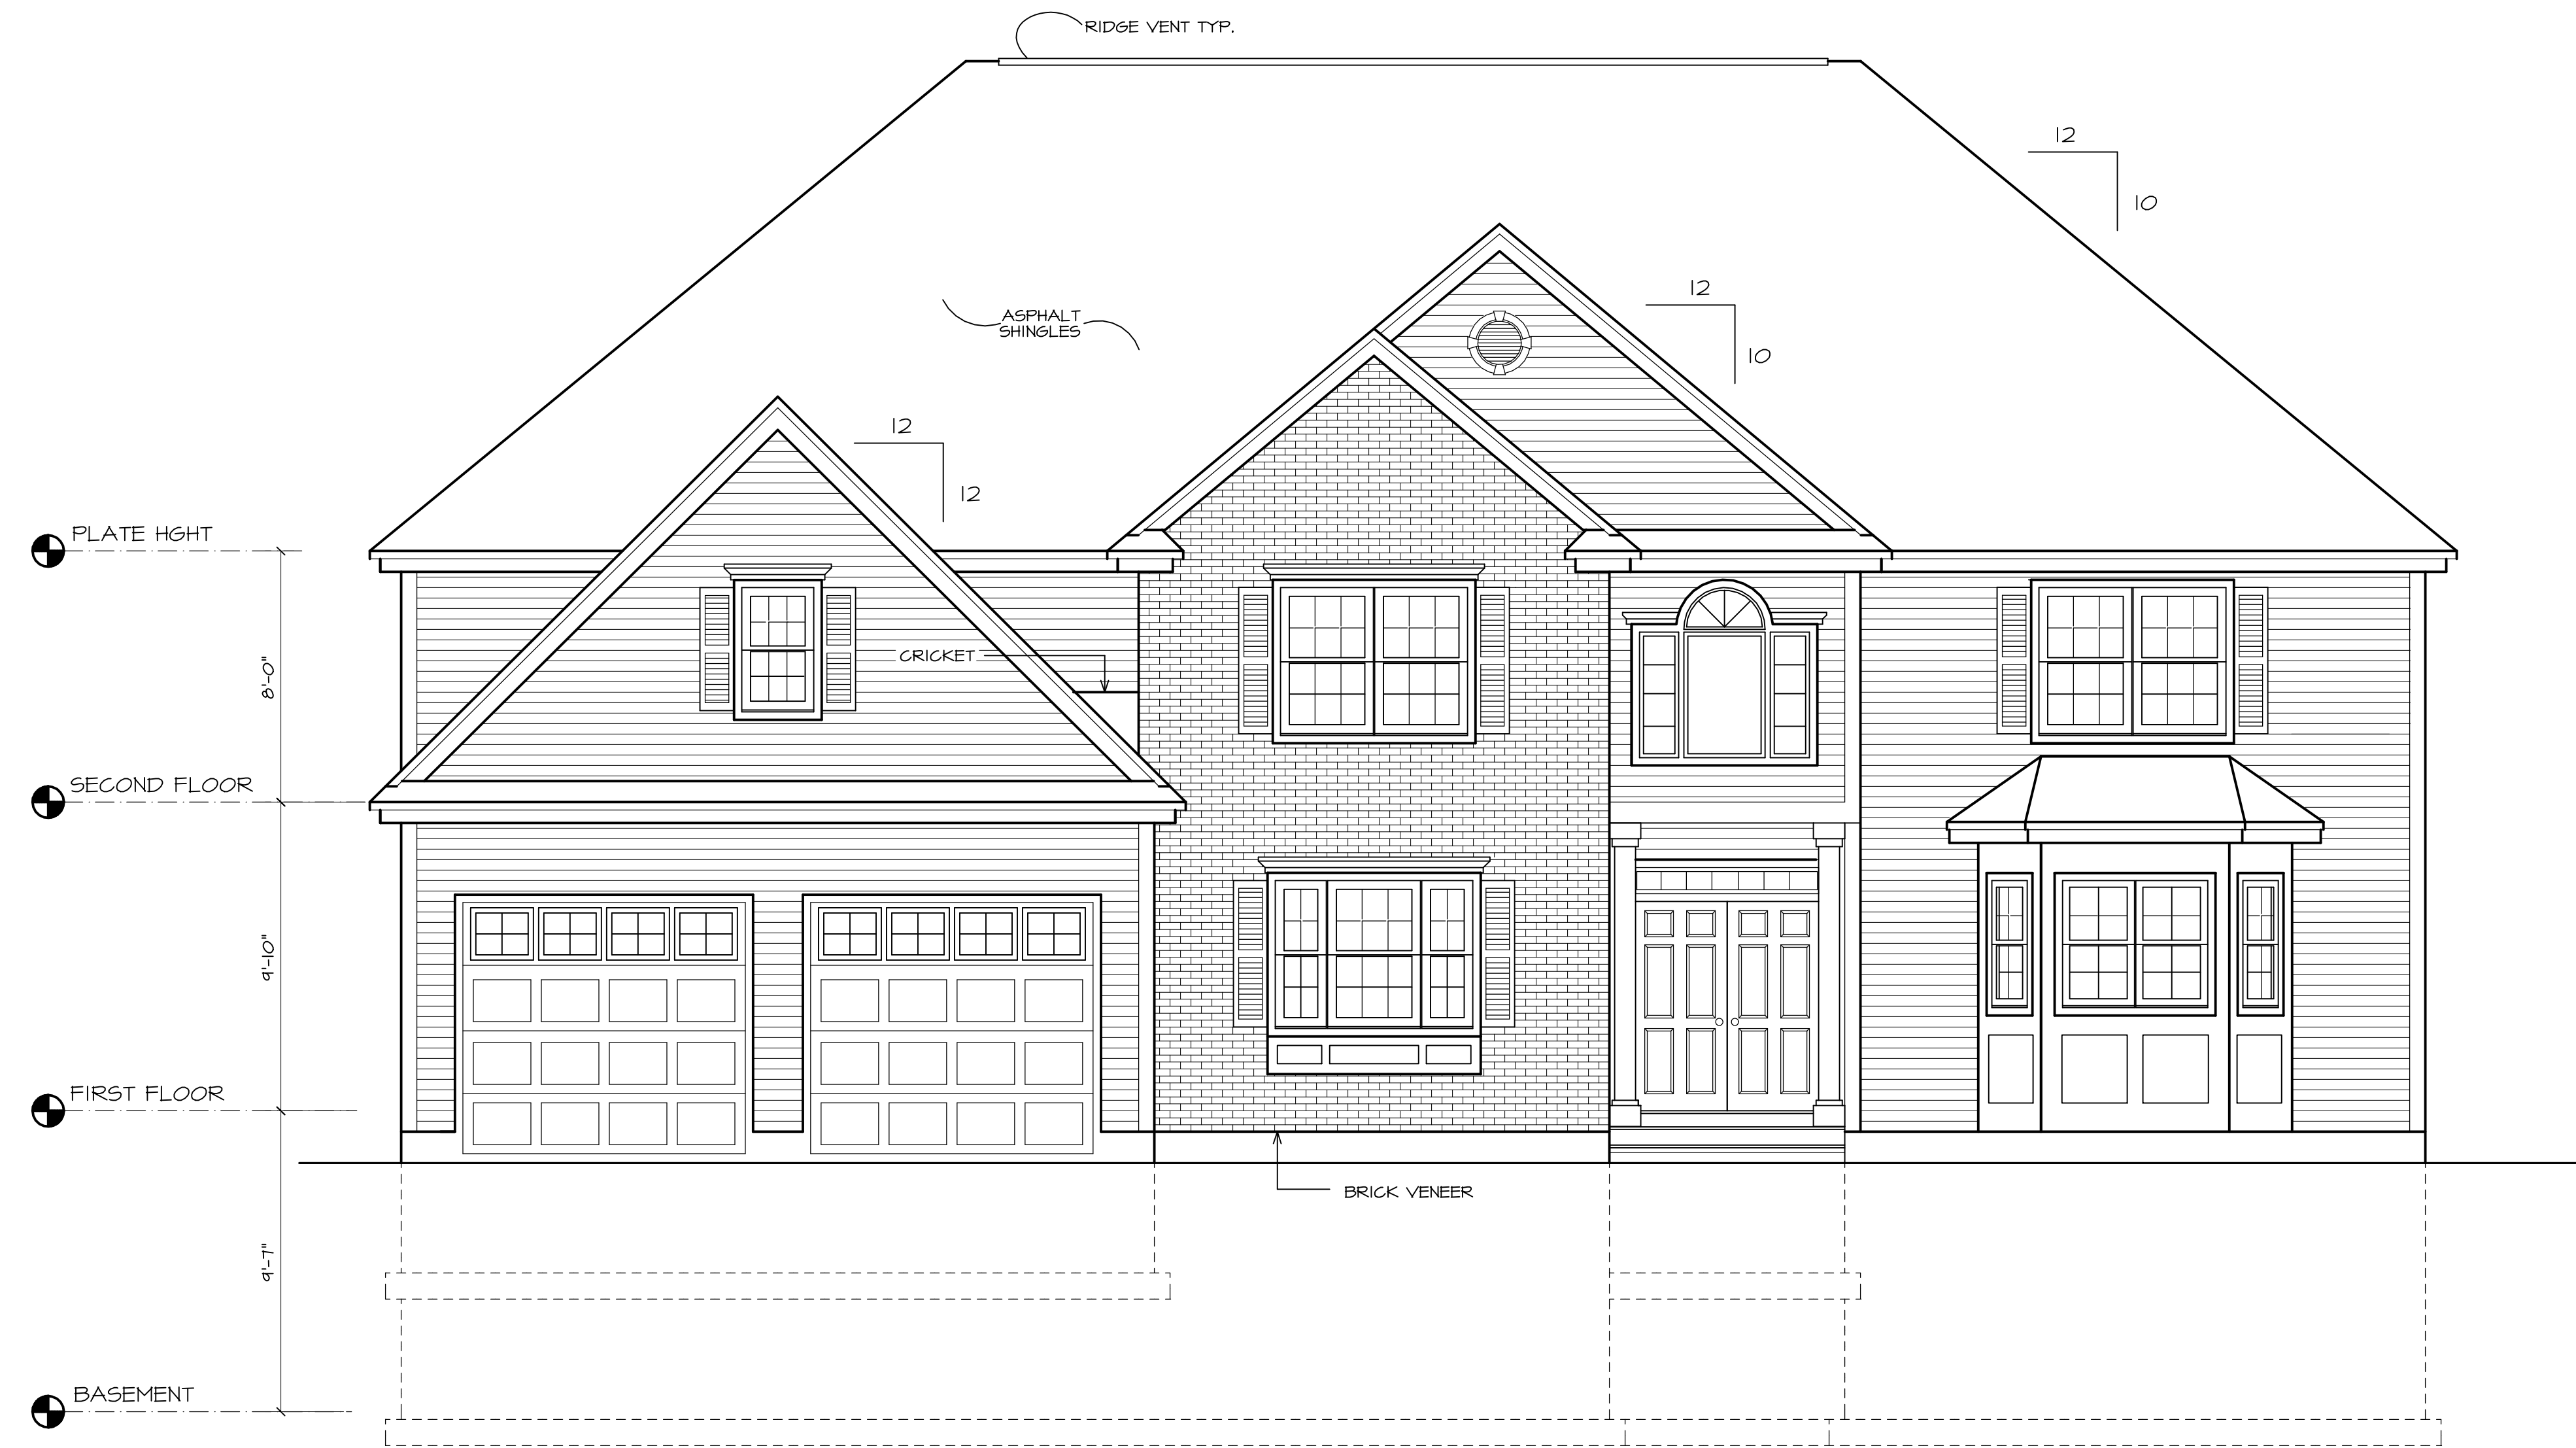 RIDGE VENT TYP.
12
10
12
10
ASPHALT
SHINGLES
12
12
PLATE HGHT
CRICKET
8'-0"
SECOND FLOOR
9'-10"
FIRST FLOOR
BRICK VENEER
9'-7"
BASEMENT